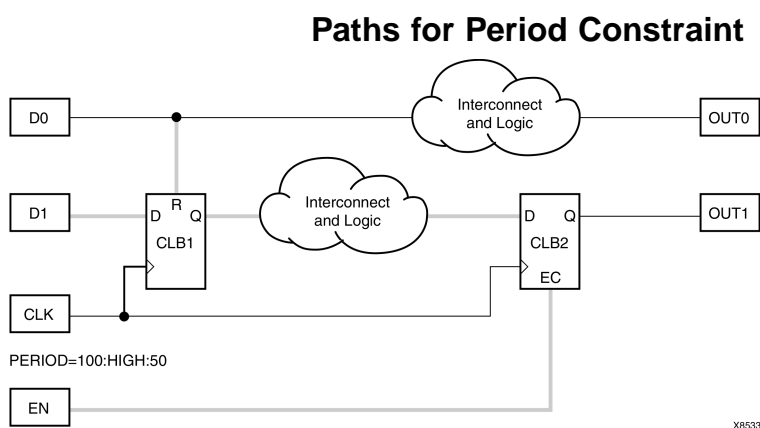 Paths for Period Constraint
Interconnect
and Logic
D0
OUT0
D1
R
D
Q
CLB1
Interconnect
and Logic
D
Q
CLB2
EC
OUT1
CLK
PERIOD=100:HIGH:50
EN
X8533